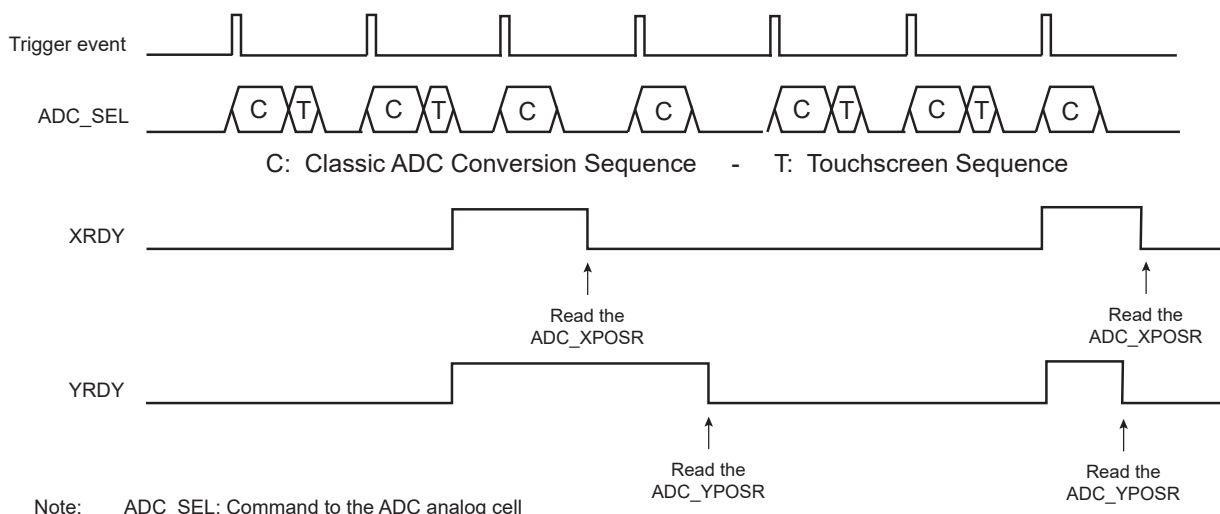 Trigger event
ADC_SEL
C T C T C C C T C T C
C: Classic ADC Conversion Sequence - T: Touchscreen Sequence
XRDY
Read the
ADC_XPOSR
Read the
ADC_XPOSR
YRDY
Read the
ADC_YPOSR
Read the
ADC_YPOSR
Note: ADC_SEL: Command to the ADC analog cell